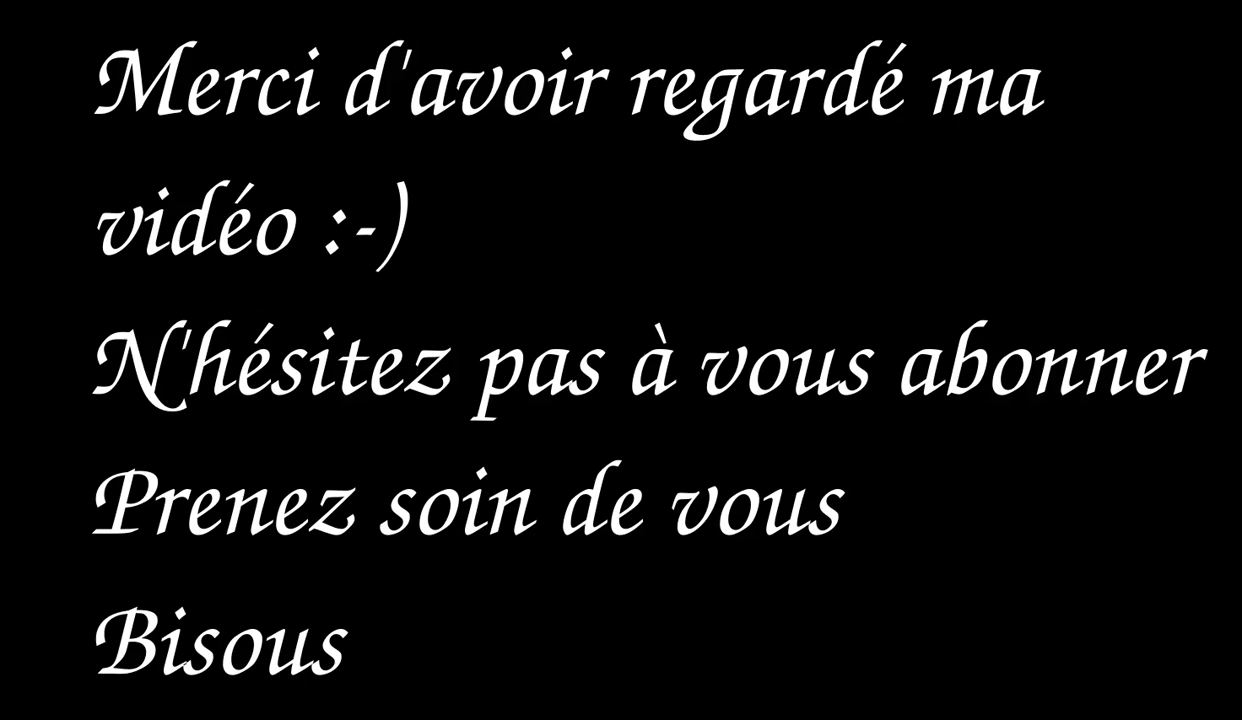 Merci d'avoir regardé ma
vidéo :-)
N'hésitez pas à vous abonner
Prenez soin de vous
Bisous